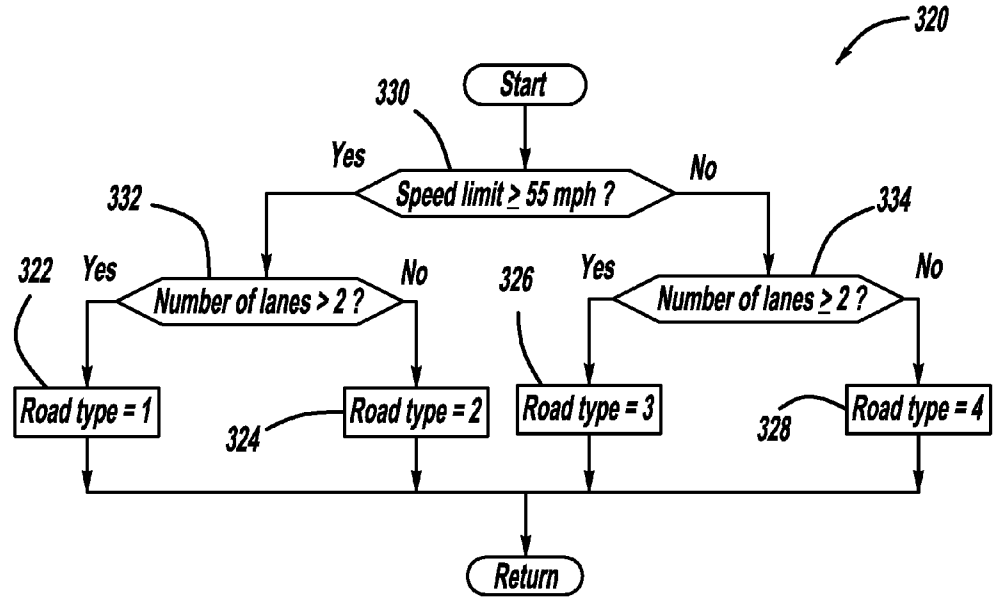 320
Start
330
Yes
No
Speed limit ≥ 55 mph ?
332
334
Yes
No
Yes
No
322
326
Number of lanes > 2 ?
Number of lanes ≥ 2 ?
Road type = 1
Road type = 2
Road type = 3
Road type = 4
324
328
Return